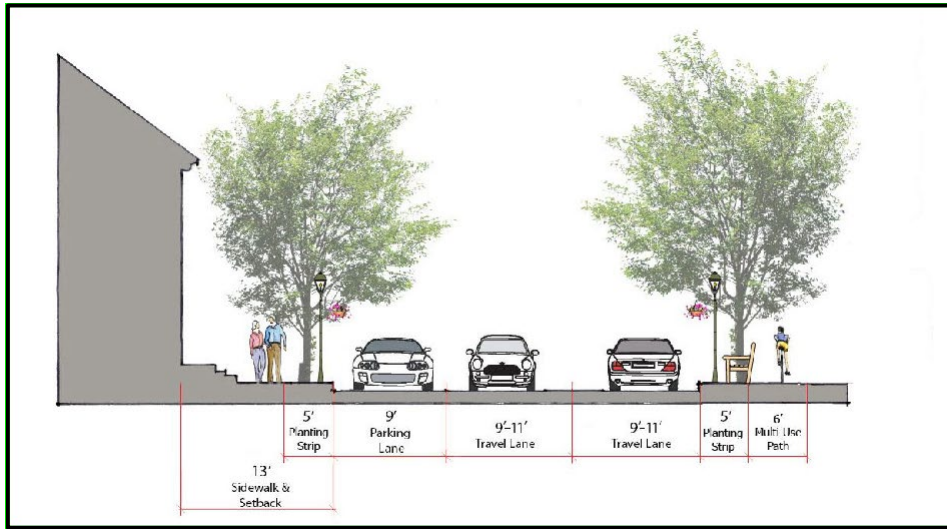 5'
Planting
Strip
9'
Parking
Lane
9'-11'
Travel Lane
9'-11'
Travel Lane
5'
Planting
Strip
6'
Multi Use
Path
13'
Sidewalk &
Setback